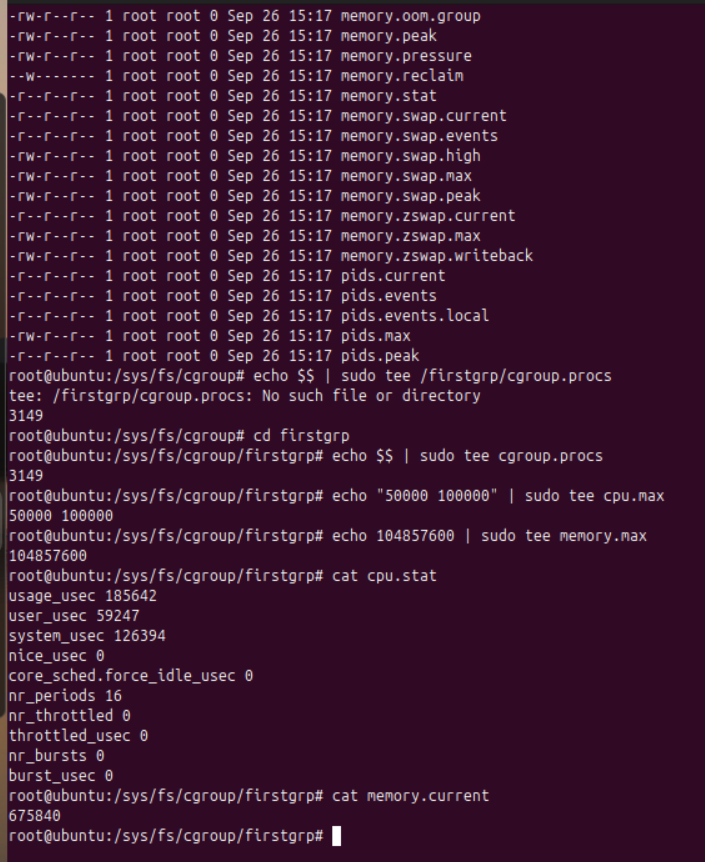 -rw-r--r-- 1 root root 0 Sep 26 15:17 memory.oom.group
-rw-r--r-- 1 root root 0 Sep 26 15:17 memory.peak
-rw-r--r-- 1 root root 0 Sep 26 15:17 memory.pressure
--w------- 1 root root 0 Sep 26 15:17 memory.reclaim
-r--r--r-- 1 root root 0 Sep 26 15:17 memory.stat
-r--r--r-- 1 root root 0 Sep 26 15:17 memory.swap.current
-r--r--r-- 1 root root 0 Sep 26 15:17 memory.swap.events
-rw-r--r-- 1 root root 0 Sep 26 15:17 memory.swap.high
-rw-r--r-- 1 root root 0 Sep 26 15:17 memory.swap.max
-rw-r--r-- 1 root root 0 Sep 26 15:17 memory.swap.peak
-r--r--r-- 1 root root 0 Sep 26 15:17 memory.zswap.current
-rw-r--r-- 1 root root 0 Sep 26 15:17 memory.zswap.max
-rw-r--r-- 1 root root 0 Sep 26 15:17 memory.zswap.writeback
-r--r--r-- 1 root root 0 Sep 26 15:17 pids.current
-r--r--r-- 1 root root 0 Sep 26 15:17 pids.events
-r--r--r-- 1 root root 0 Sep 26 15:17 pids.events.local
-rw-r--r-- 1 root root 0 Sep 26 15:17 pids.max
-r--r--r-- 1 root root 0 Sep 26 15:17 pids.peak
root@ubuntu:/sys/fs/cgroup# echo $$ | sudo tee /firstgrp/cgroup.procs
tee: /firstgrp/cgroup.procs: No such file or directory
3149
root@ubuntu:/sys/fs/cgroup# cd firstgrp
root@ubuntu:/sys/fs/cgroup/firstgrp# echo $$ | sudo tee cgroup.procs
3149
root@ubuntu:/sys/fs/cgroup/firstgrp# echo "50000 100000" | sudo tee cpu.max
50000 100000
root@ubuntu:/sys/fs/cgroup/firstgrp# echo 104857600 | sudo tee memory.max
104857600
root@ubuntu:/sys/fs/cgroup/firstgrp# cat cpu.stat
usage_usec 185642
user_usec 59247
system_usec 126394
nice_usec 0
core_sched.force_idle_usec 0
nr_periods 16
nr_throttled 0
throttled_usec 0
nr_bursts 0
burst_usec 0
root@ubuntu:/sys/fs/cgroup/firstgrp# cat memory.current
675840
root@ubuntu:/sys/fs/cgroup/firstgrp#